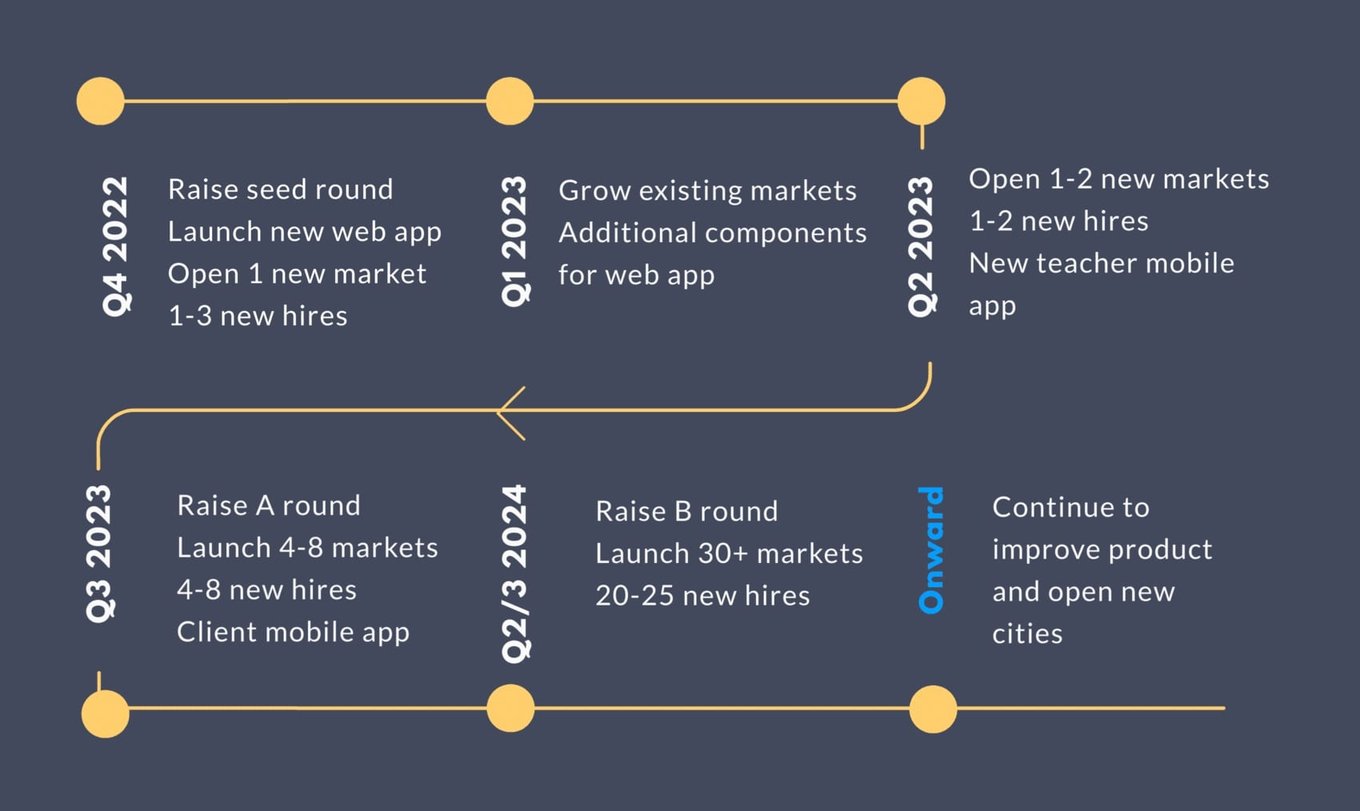 Q4 2022
Raise seed round
Launch new web app
Open 1 new market
1-3 new hires
Q1 2023
Grow existing markets
Additional components
for web app
Q2 2023
Open 1-2 new markets
1-2 new hires
New teacher mobile
app
Q3 2023
Raise A round
Launch 4-8 markets
4-8 new hires
Client mobile app
Q2/3 2024
Raise B round
Launch 30+ markets
20-25 new hires
Onward
Continue to
improve product
and open new
cities